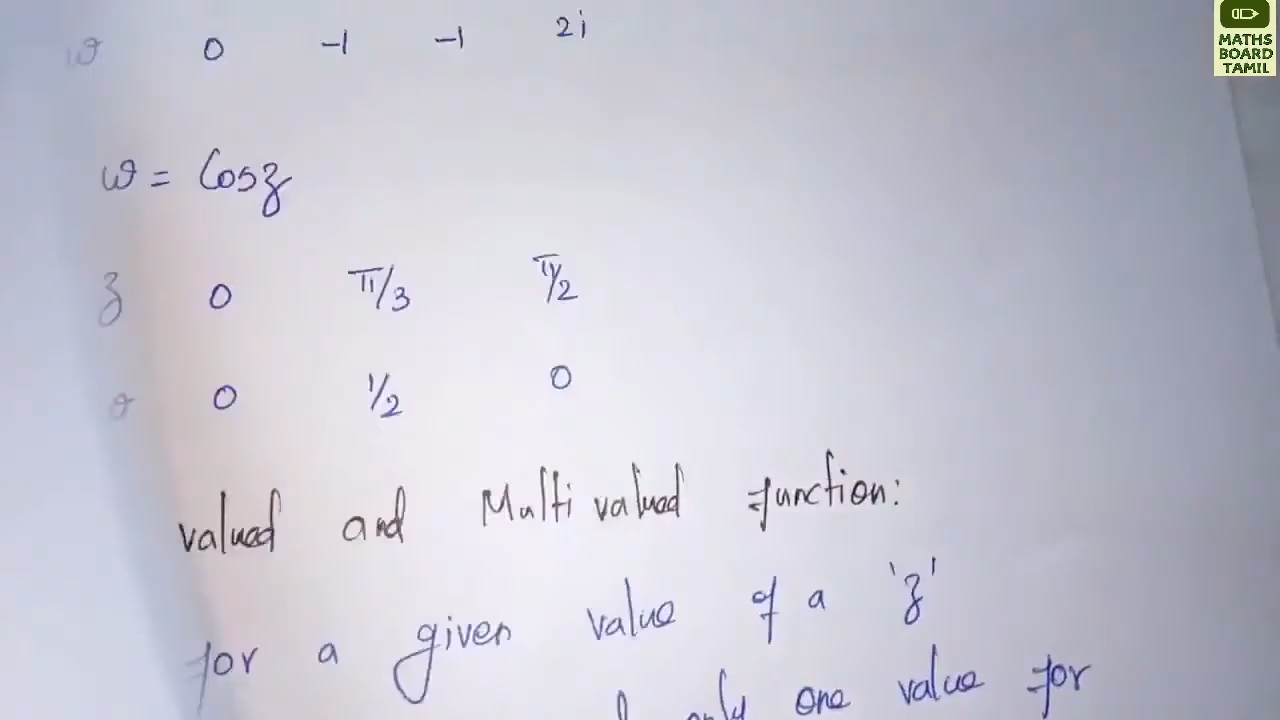 MATHS
BOARD
TAMIL
ω 0 -1 -1 2i
ω = Cosz
z 0 π/3 π/2
0 1/2 0
valued and Multi valued function:
for a given value of a 'z'
only one value for